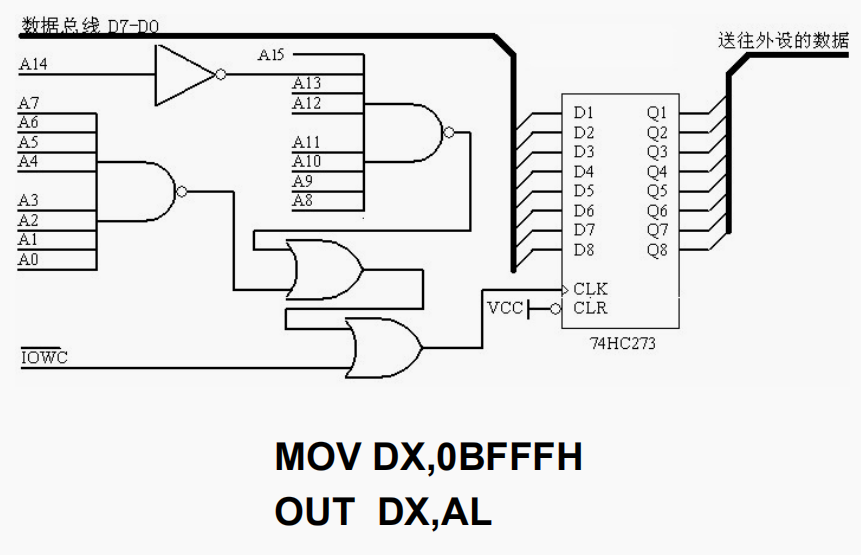 数据总线 D7-D0
送往外设的数据
A14
A15
A13
A12
A11
A10
A9
A8
A7
A6
A5
A4
A3
A2
A1
A0
D1 Q1
D2 Q2
D3 Q3
D4 Q4
D5 Q5
D6 Q6
D7 Q7
D8 Q8
CLK
VCC CLR
74HC273
IOWC
MOV DX,0BFFFH
OUT DX,AL